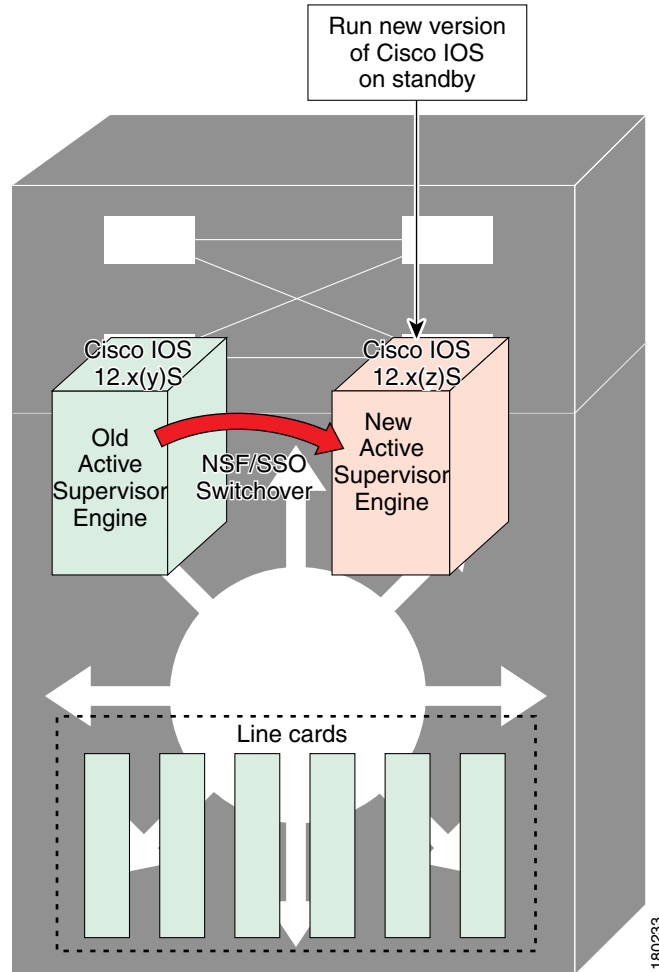 Run new version
of Cisco IOS
on standby
Cisco IOS
12.x(y)S
Cisco IOS
12.x(z)S
Old
Active
Supervisor
Engine
NSF/SSO
Switchover
New
Active
Supervisor
Engine
Line cards
180233